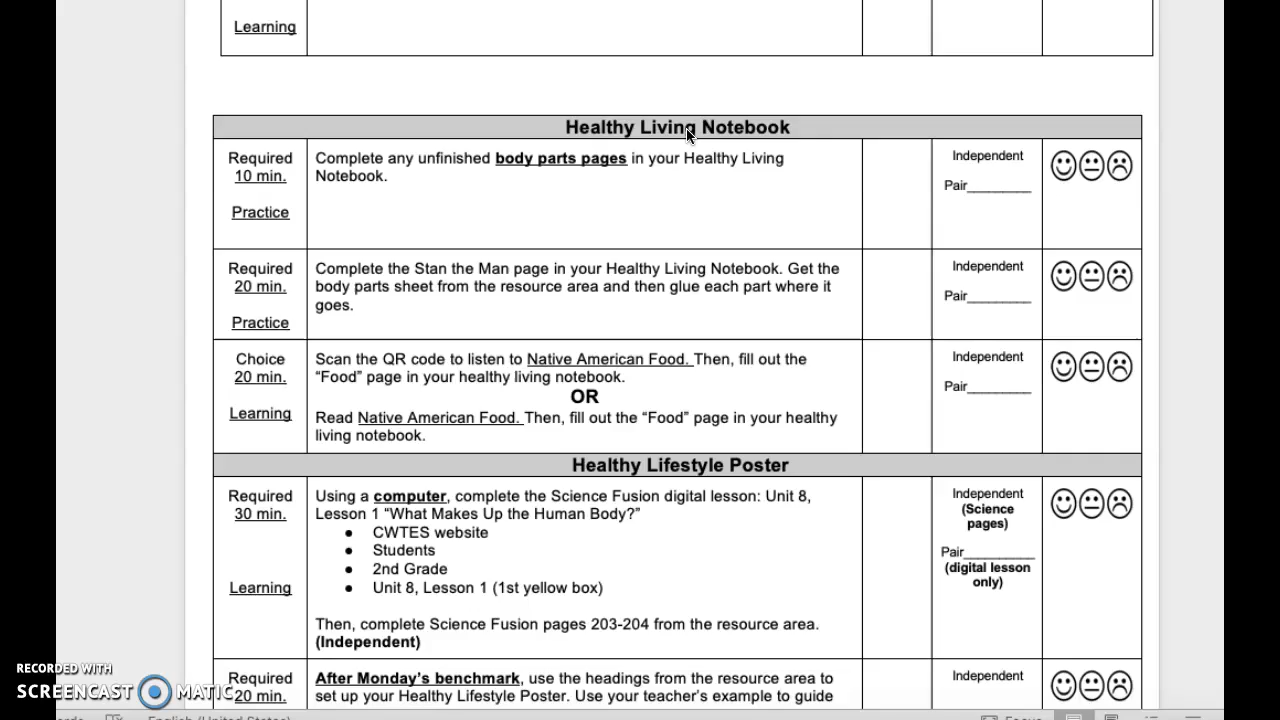 Learning
Healthy Living Notebook
Required
10 min.
Practice
Complete any unfinished body parts pages in your Healthy Living
Notebook.
Independent
Pair_________
Required
20 min.
Practice
Complete the Stan the Man page in your Healthy Living Notebook. Get the
body parts sheet from the resource area and then glue each part where it
goes.
Independent
Pair_________
Choice
20 min.
Learning
Scan the QR code to listen to Native American Food. Then, fill out the
“Food” page in your healthy living notebook.
OR
Read Native American Food. Then, fill out the “Food” page in your healthy
living notebook.
Independent
Pair_________
Healthy Lifestyle Poster
Required
30 min.
Learning
Using a computer, complete the Science Fusion digital lesson: Unit 8,
Lesson 1 “What Makes Up the Human Body?”
● CWTES website
● Students
● 2nd Grade
● Unit 8, Lesson 1 (1st yellow box)
Then, complete Science Fusion pages 203-204 from the resource area.
(Independent)
Independent
(Science
pages)
Pair__________
(digital lesson
only)
Required
20 min.
After Monday’s benchmark, use the headings from the resource area to
set up your Healthy Lifestyle Poster. Use your teacher’s example to guide
Independent
RECORDED WITH
SCREENCAST MATIC
English (United States)
Focus